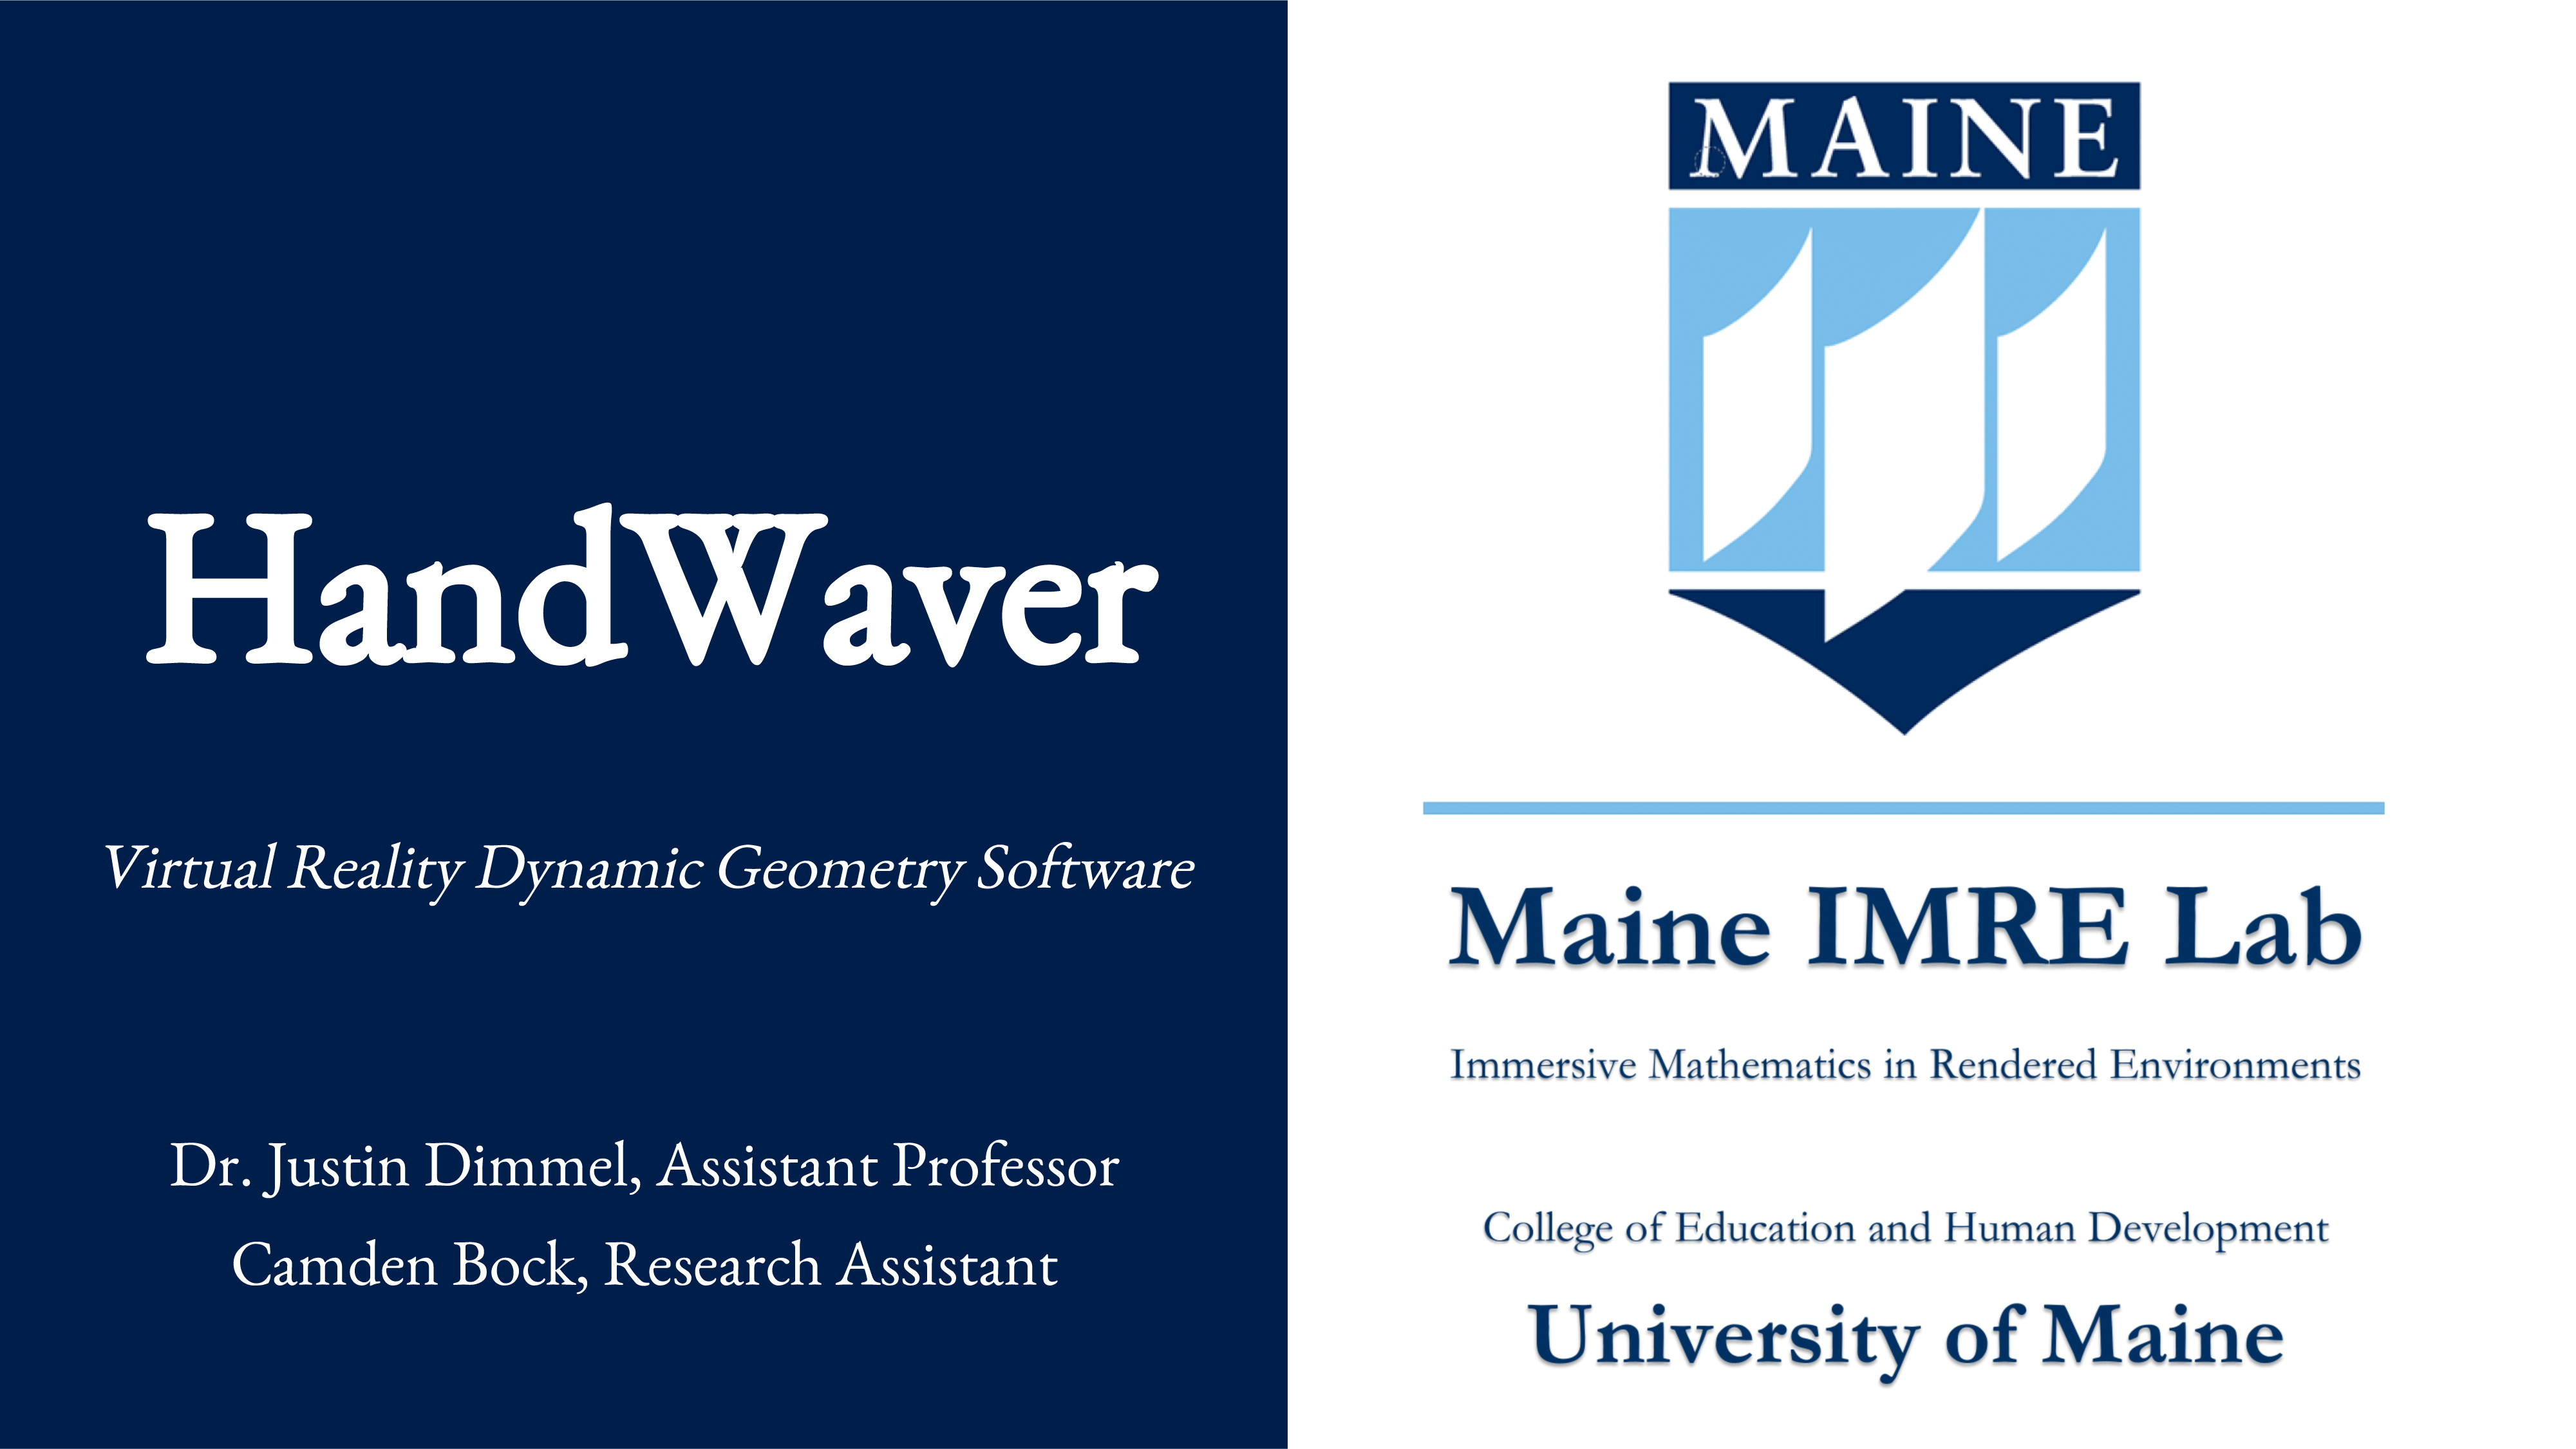 HandWaver
Virtual Reality Dynamic Geometry Software
Dr. Justin Dimmel, Assistant Professor
Camden Bock, Research Assistant
MAINE
Maine IMRE Lab
Immersive Mathematics in Rendered Environments
College of Education and Human Development
University of Maine